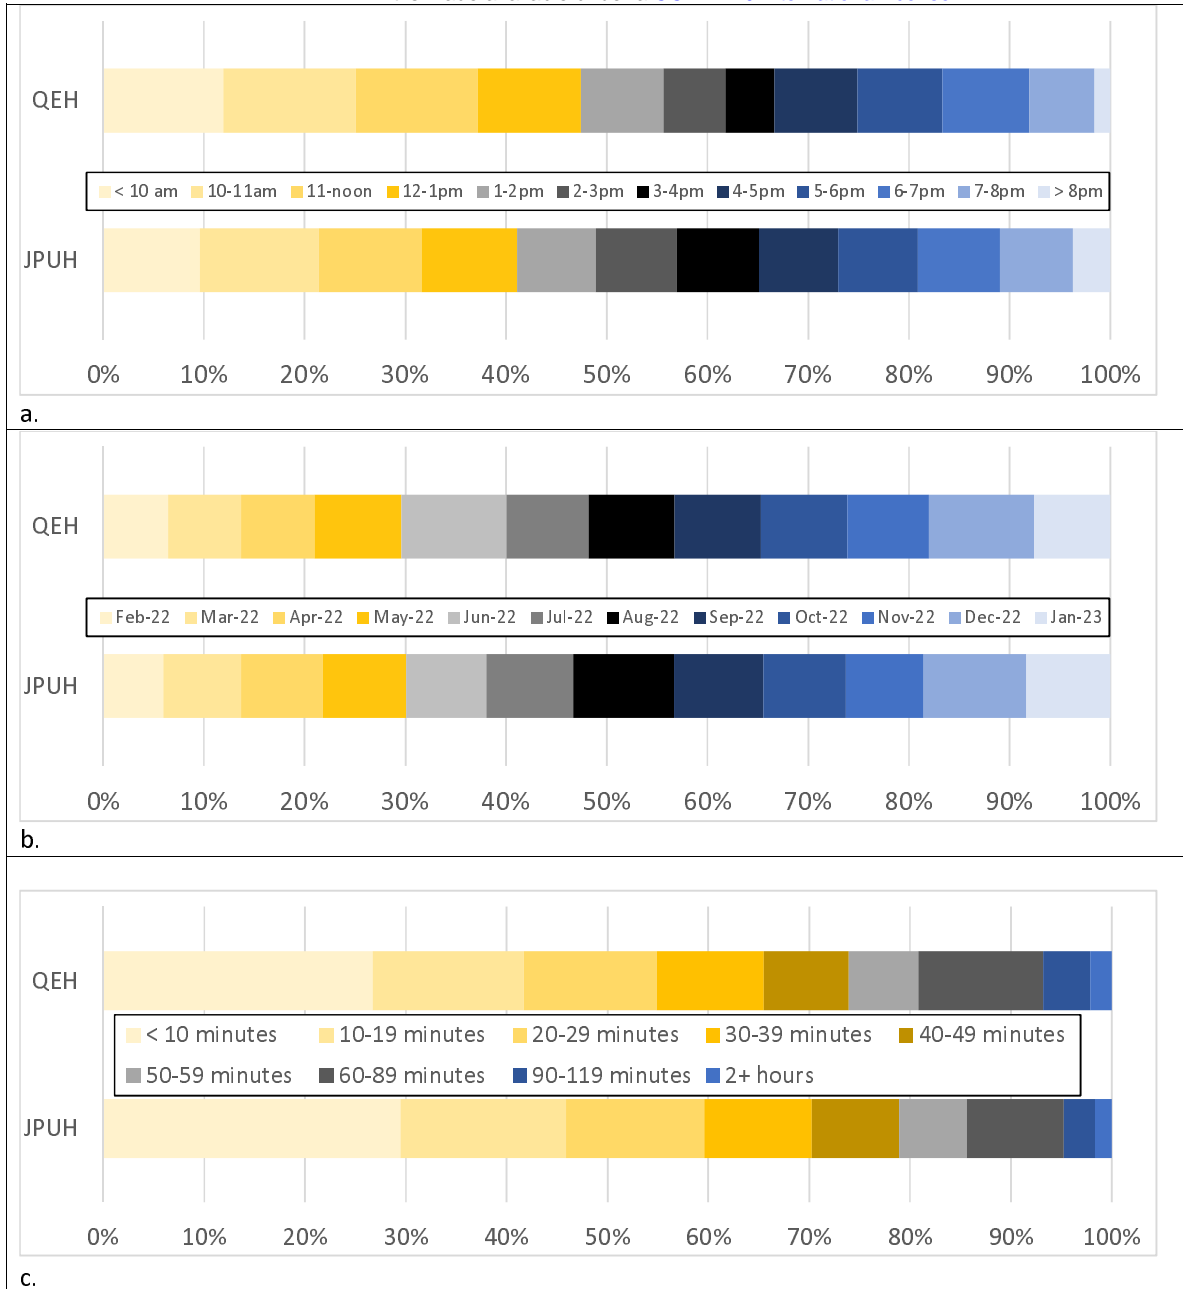 QEH
< 10 am 10-11am 11-noon 12-1pm 1-2pm 2-3pm 3-4pm 4-5pm 5-6pm 6-7pm 7-8pm > 8pm
JPUH
0% 10% 20% 30% 40% 50% 60% 70% 80% 90% 100%
a.
QEH
Feb-22 Mar-22 Apr-22 May-22 Jun-22 Jul-22 Aug-22 Sep-22 Oct-22 Nov-22 Dec-22 Jan-23
JPUH
0% 10% 20% 30% 40% 50% 60% 70% 80% 90% 100%
b.
QEH
< 10 minutes 10-19 minutes 20-29 minutes 30-39 minutes 40-49 minutes
50-59 minutes 60-89 minutes 90-119 minutes 2+ hours
JPUH
0% 10% 20% 30% 40% 50% 60% 70% 80% 90% 100%
c.